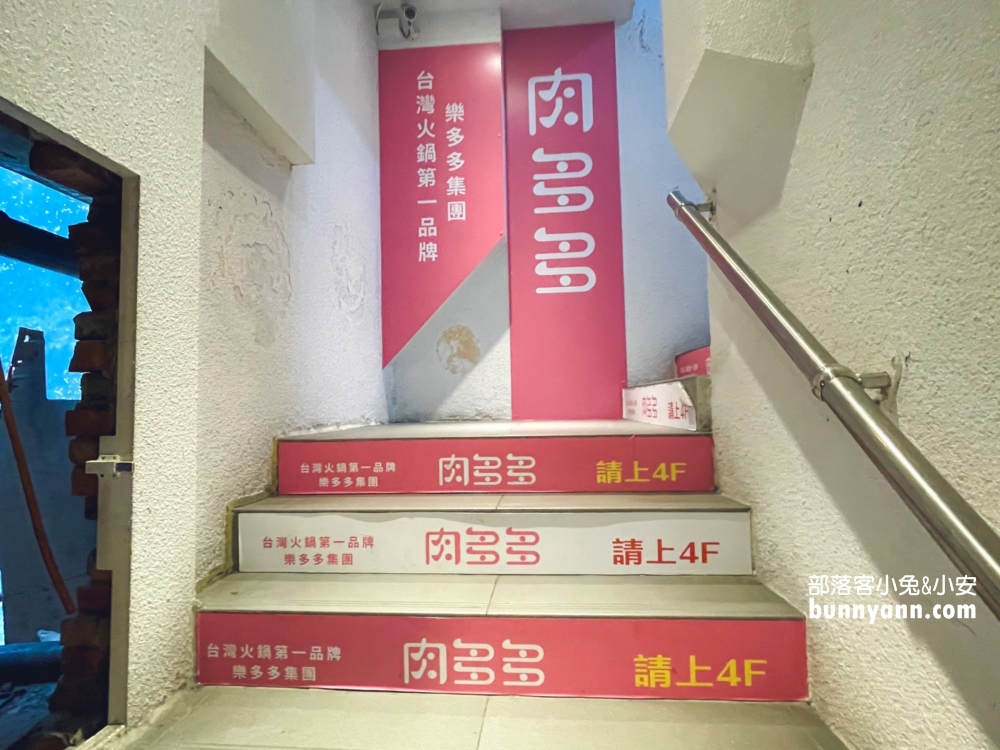 樂多多集團
台灣火鍋第一品牌
肉多多
肉多多
請上4F
台灣火鍋第一品牌
樂多多集團
肉多多
請上4F
台灣火鍋第一品牌
樂多多集團
肉多多
請上4F
台灣火鍋第一品牌
樂多多集團
肉多多
請上4F
部落客小兔&小安
bunnyann.com